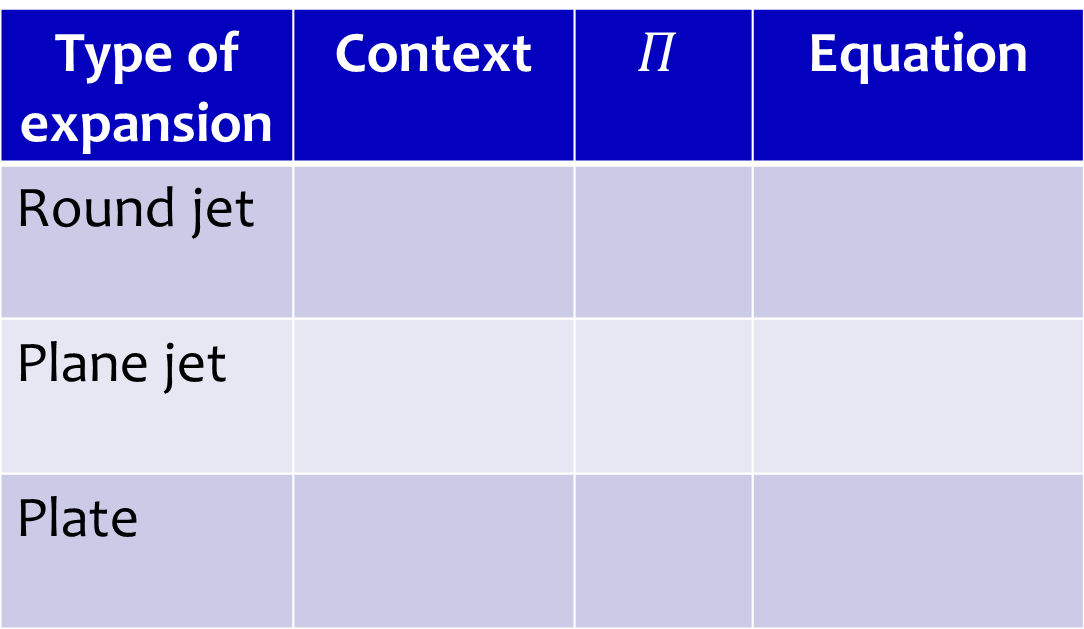 Type of expansion Context Π Equation
Round jet
Plane jet
Plate